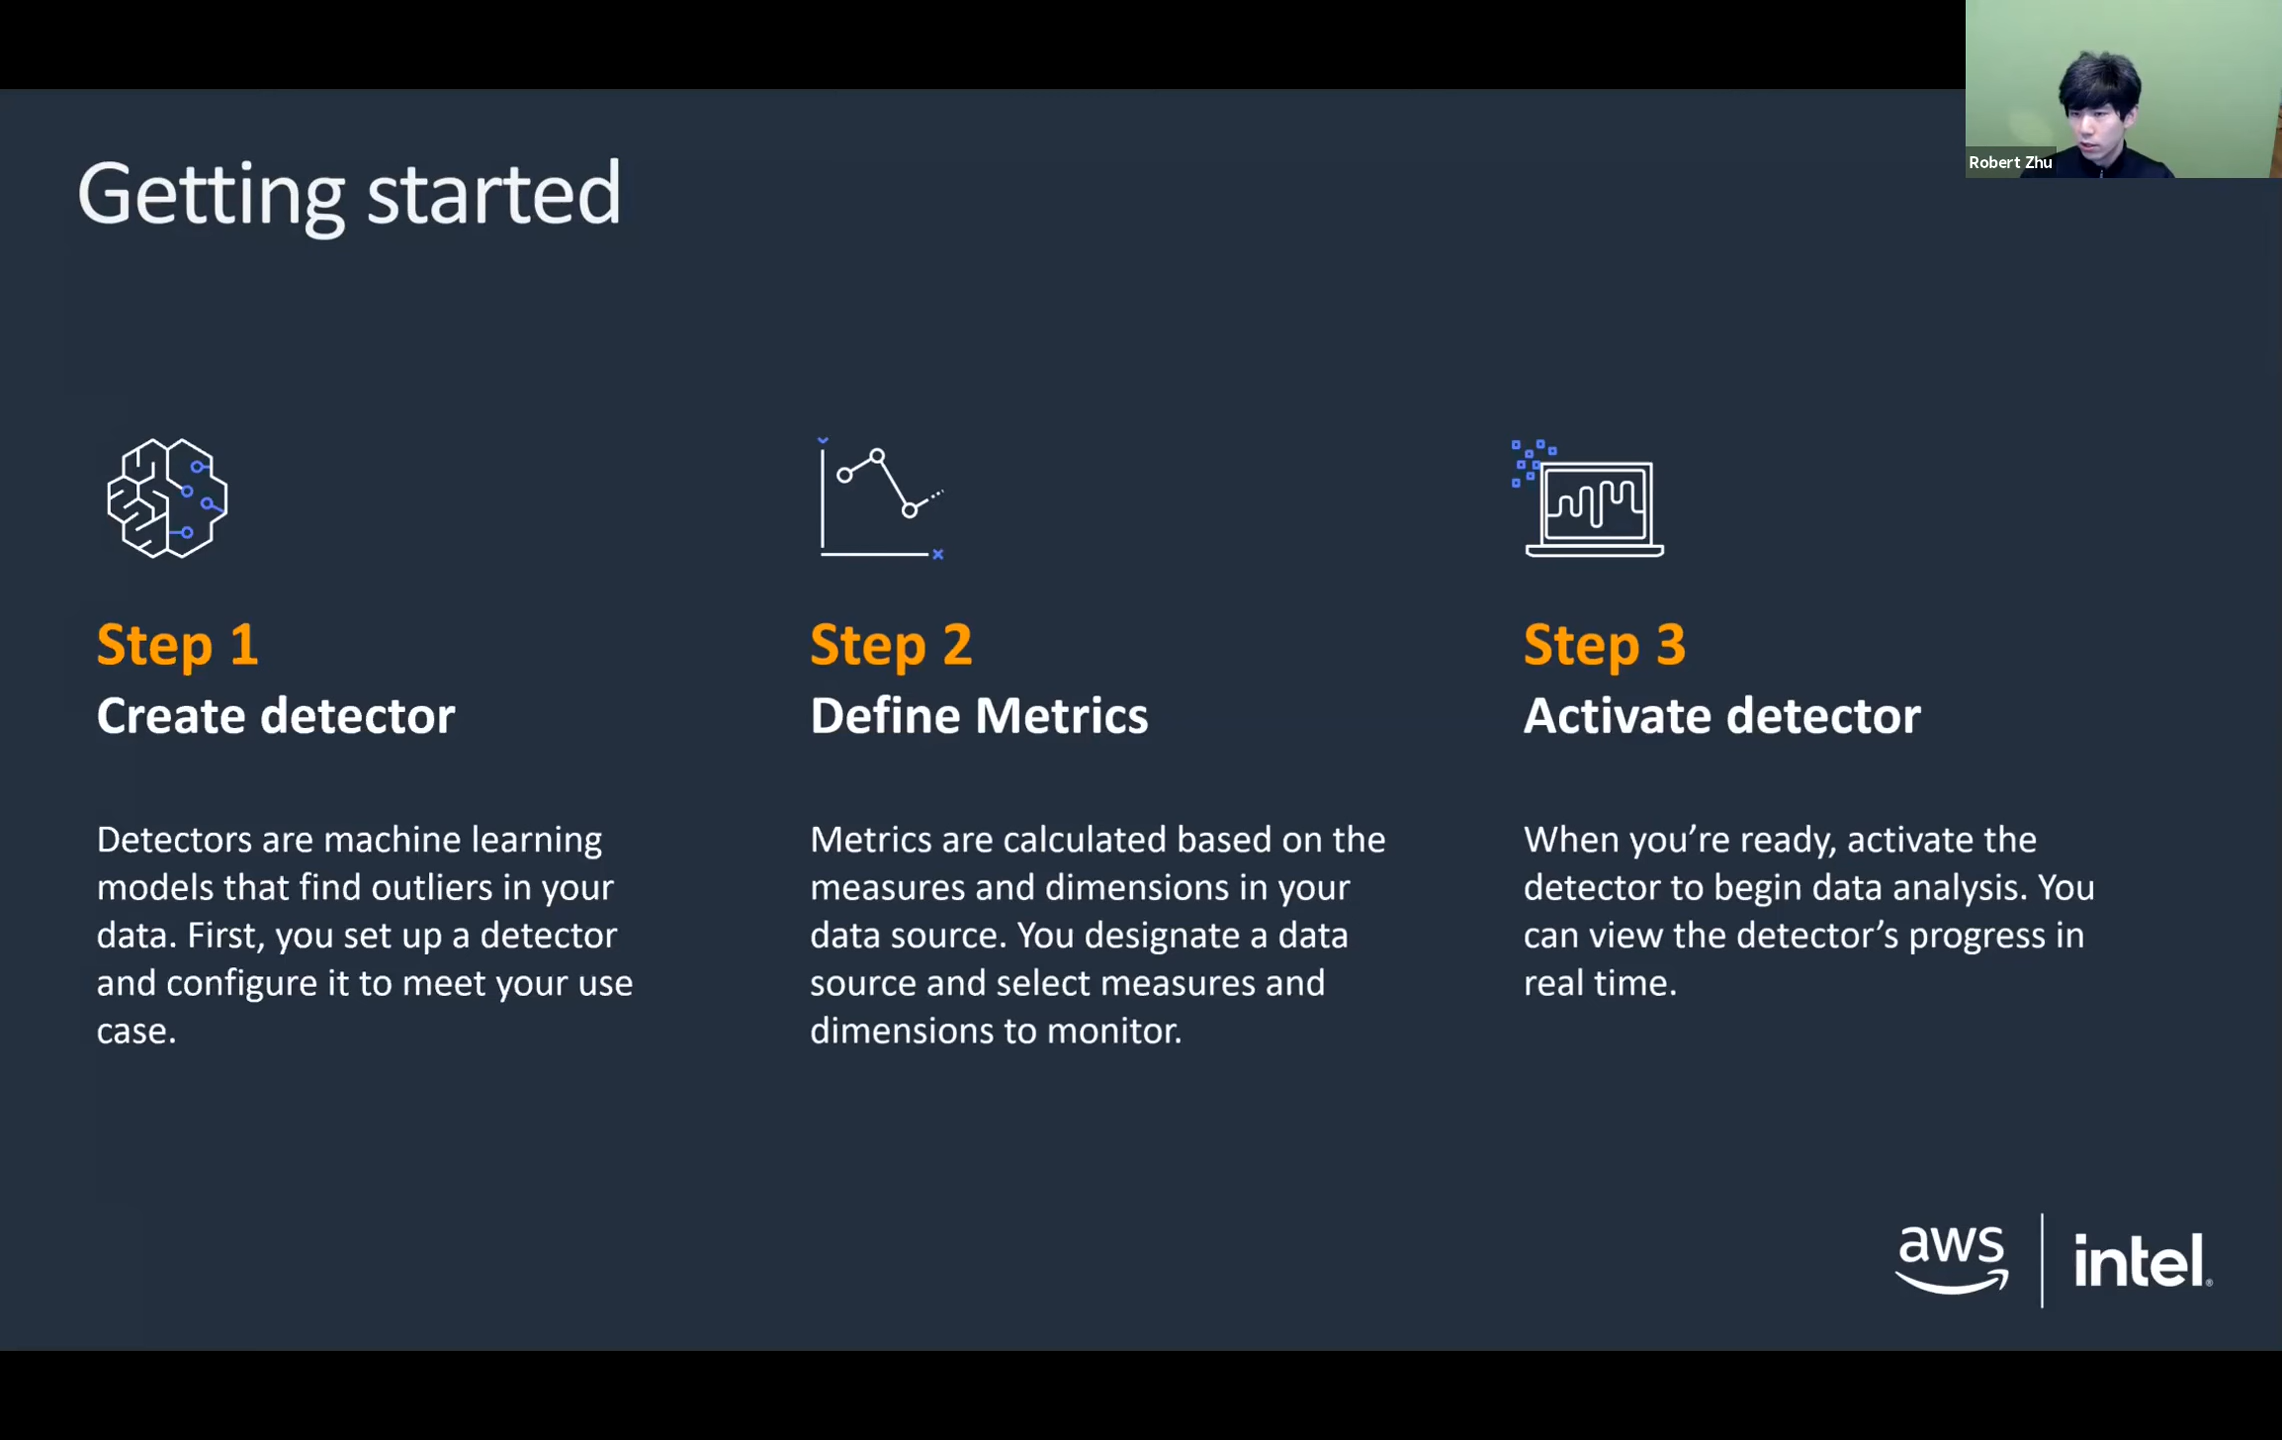 Robert Zhu
Getting started
Step 1
Create detector
Detectors are machine learning
models that find outliers in your
data. First, you set up a detector
and configure it to meet your use
case.
Step 2
Define Metrics
Metrics are calculated based on the
measures and dimensions in your
data source. You designate a data
source and select measures and
dimensions to monitor.
Step 3
Activate detector
When you’re ready, activate the
detector to begin data analysis. You
can view the detector’s progress in
real time.
aws
intel®